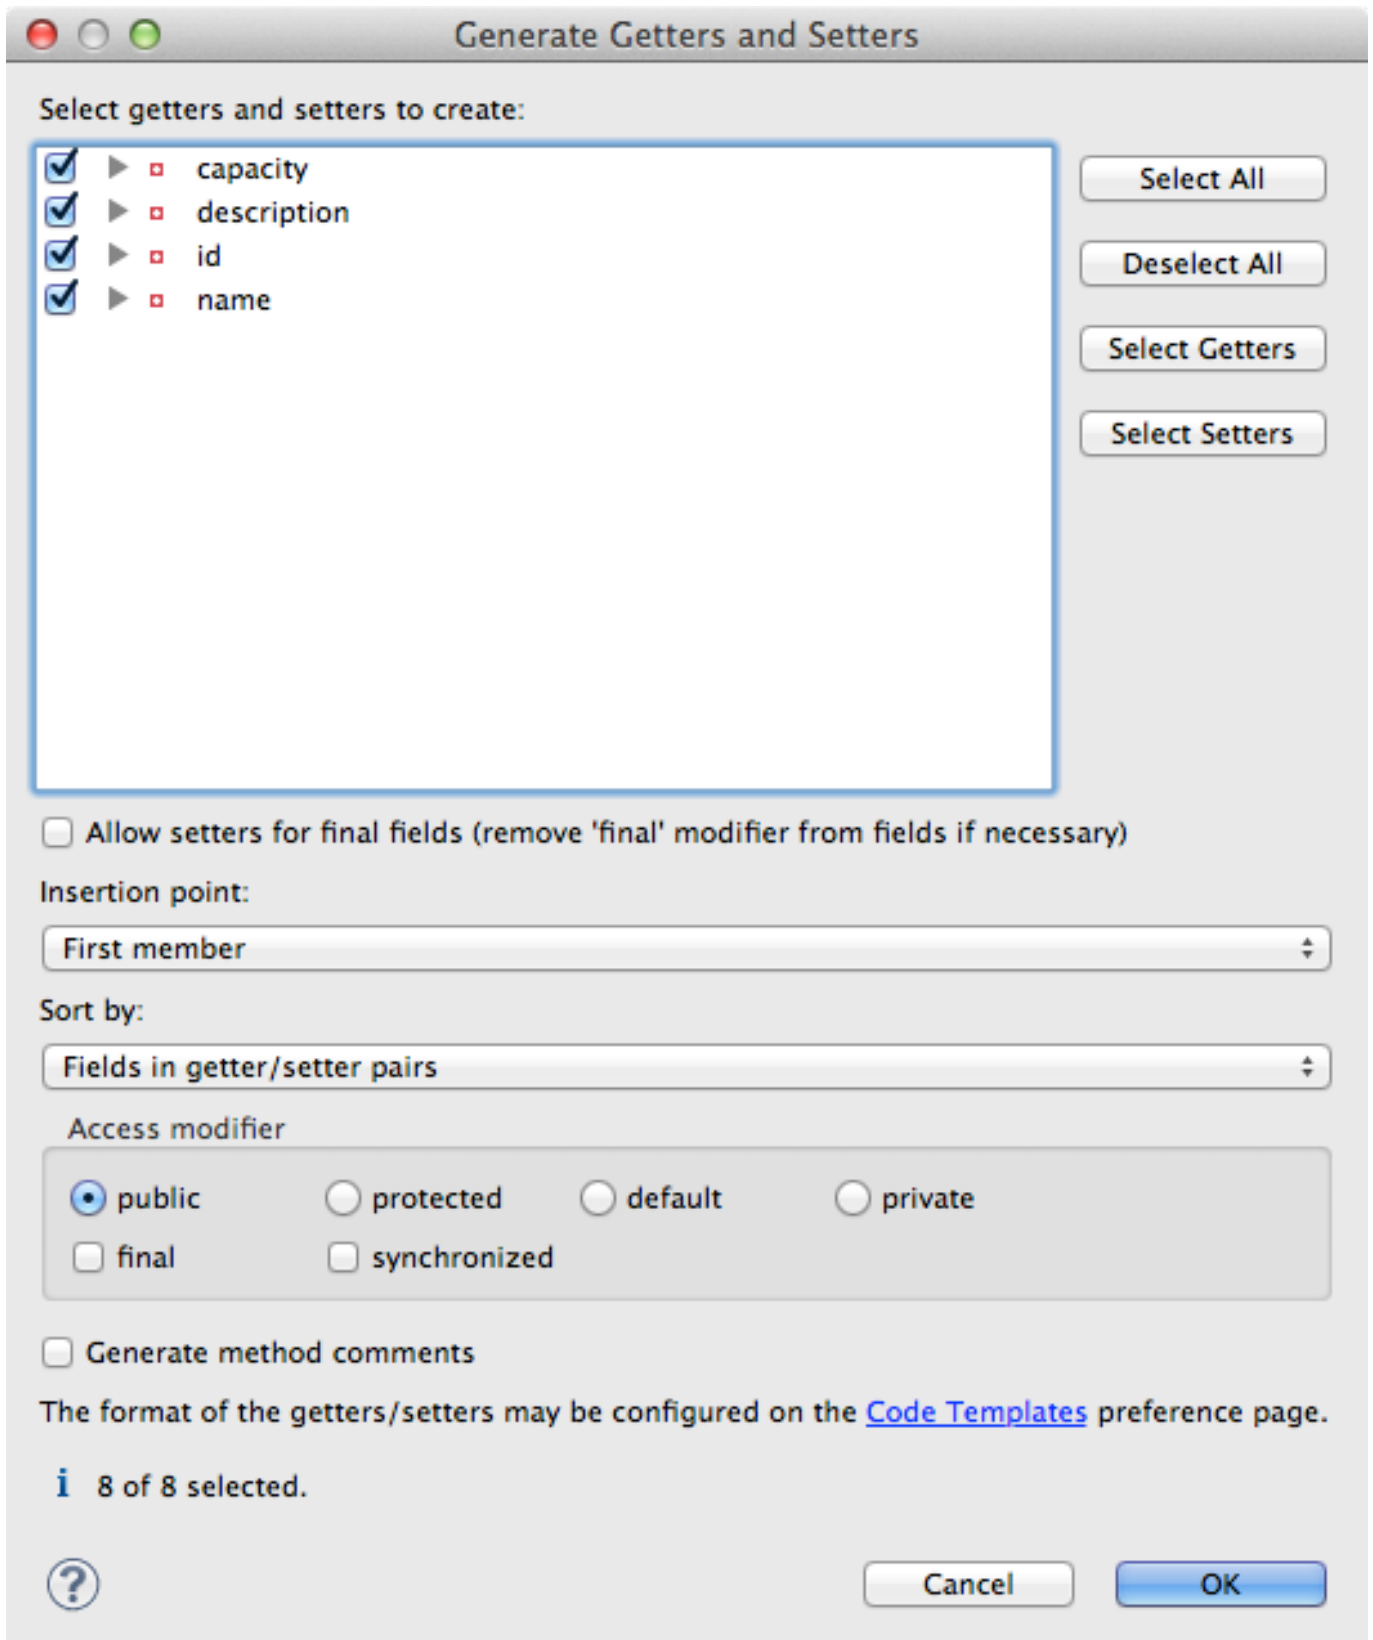 Generate Getters and Setters
Select getters and setters to create:
capacity
description
id
name
Select All
Deselect All
Select Getters
Select Setters
Allow setters for final fields (remove 'final' modifier from fields if necessary)
Insertion point:
First member
Sort by:
Fields in getter/setter pairs
Access modifier
public protected default private
final synchronized
Generate method comments
The format of the getters/setters may be configured on the Code Templates preference page.
i 8 of 8 selected.
? Cancel OK